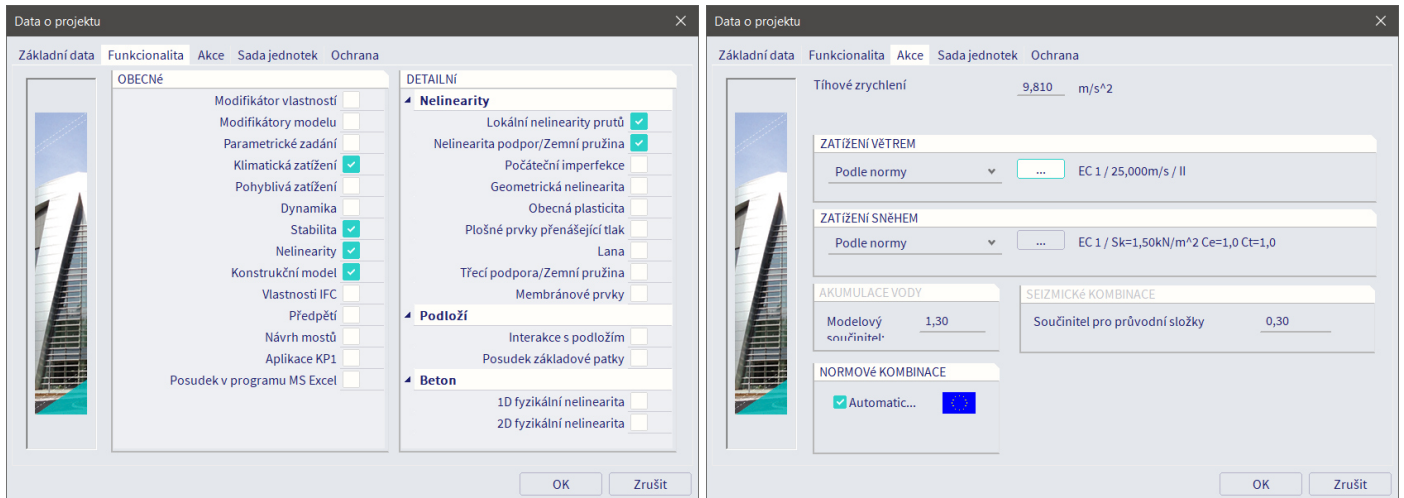 Data o projektu
Základní data Funkcionalita Akce Sada jednotek Ochrana
OBECNé
Modifikátor vlastností
Modifikátory modelu
Parametrické zadání
Klimatická zatížení
Pohyblivá zatížení
Dynamika
Stabilita
Nelinearity
Konstrukční model
Vlastnosti IFC
Předpětí
Návrh mostů
Aplikace KP1
Posudek v programu MS Excel
DETAILNÍ
Nelinearity
Lokální nelinearity prutů
Nelinearita podpor/Zemní pružina
Počáteční imperfekce
Geometrická nelinearita
Obecná plasticita
Plošné prvky přenášející tlak
Lana
Třecí podpora/Zemní pružina
Membránové prvky
Podloží
Interakce s podložím
Posudek základové patky
Beton
1D fyzikální nelinearita
2D fyzikální nelinearita
OK Zrušit
Data o projektu
Základní data Funkcionalita Akce Sada jednotek Ochrana
Tíhové zrychlení 9,810 m/s^2
ZATÍŽENÍ VěTREM
Podle normy ... EC 1 / 25,000m/s / II
ZATÍŽENÍ SNěHEM
Podle normy ... EC 1 / Sk=1,50kN/m^2 Ce=1,0 Ct=1,0
AKUMULACE VODY
Modelový 1,30
součinitel:
SEIZMICKé KOMBINACE
Součinitel pro průvodní složky 0,30
NORMOVé KOMBINACE
Automatic...
OK Zrušit